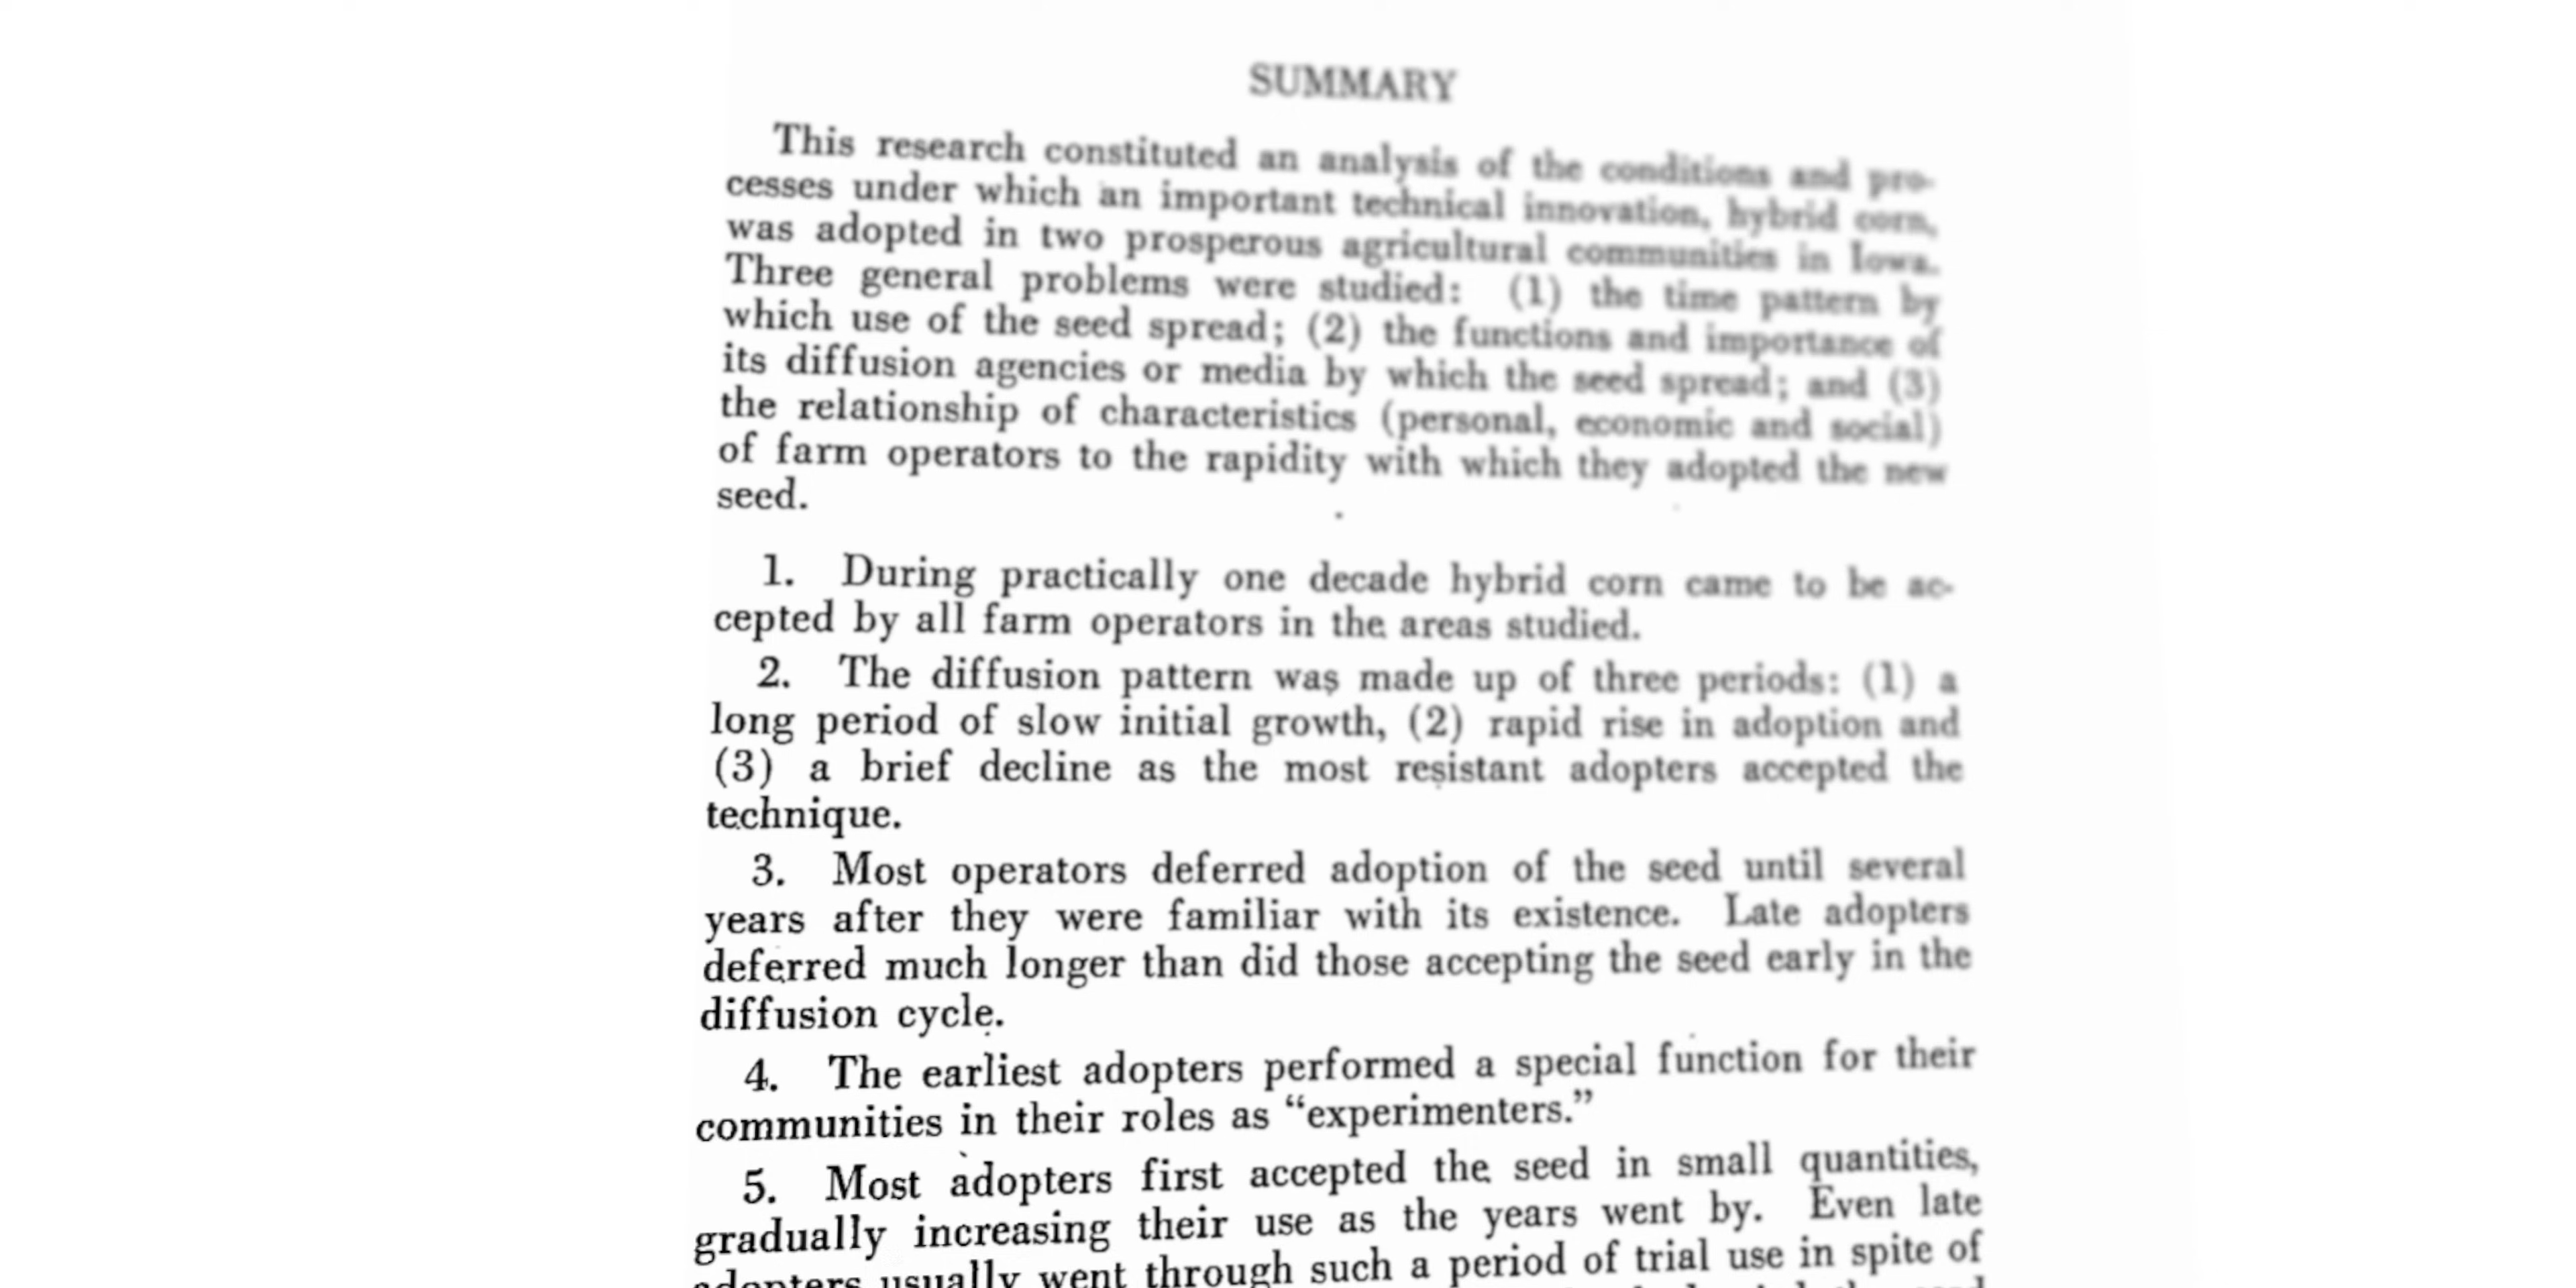 SUMMARY
This research constituted an analysis of the conditions and pro-
cesses under which an important technical innovation, hybrid corn,
was adopted in two prosperous agricultural communities in Iowa.
Three general problems were studied: (1) the time pattern by
which use of the seed spread; (2) the functions and importance of
its diffusion agencies or media by which the seed spread; and (3)
the relationship of characteristics (personal, economic and social)
of farm operators to the rapidity with which they adopted the new
seed.
1. During practically one decade hybrid corn came to be ac-
cepted by all farm operators in the areas studied.
2. The diffusion pattern was made up of three periods: (1) a
long period of slow initial growth, (2) rapid rise in adoption and
(3) a brief decline as the most resistant adopters accepted the
technique.
3. Most operators deferred adoption of the seed until several
years after they were familiar with its existence. Late adopters
deferred much longer than did those accepting the seed early in the
diffusion cycle.
4. The earliest adopters performed a special function for their
communities in their roles as “experimenters.”
5. Most adopters first accepted the seed in small quantities,
gradually increasing their use as the years went by. Even late
adopters usually went through such a period of trial use in spite of